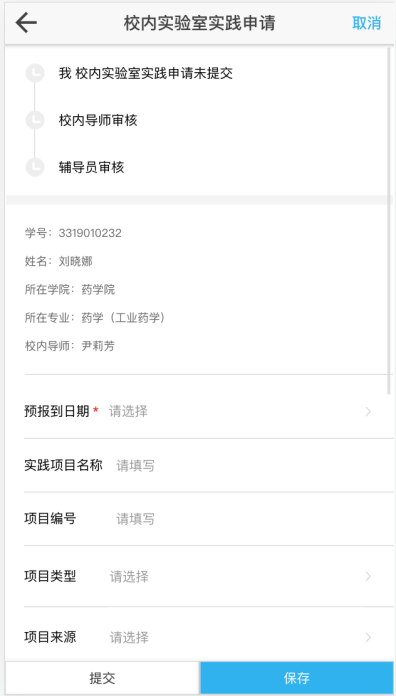 校内实验室实践申请 取消
我 校内实验室实践申请未提交
校内导师审核
辅导员审核
学号：3319010232
姓名：刘晓娜
所在学院：药学院
所在专业：药学（工业药学）
校内导师：尹莉芳
预报到日期 * 请选择
实践项目名称 请填写
项目编号 请填写
项目类型 请选择
项目来源 请选择
提交 保存